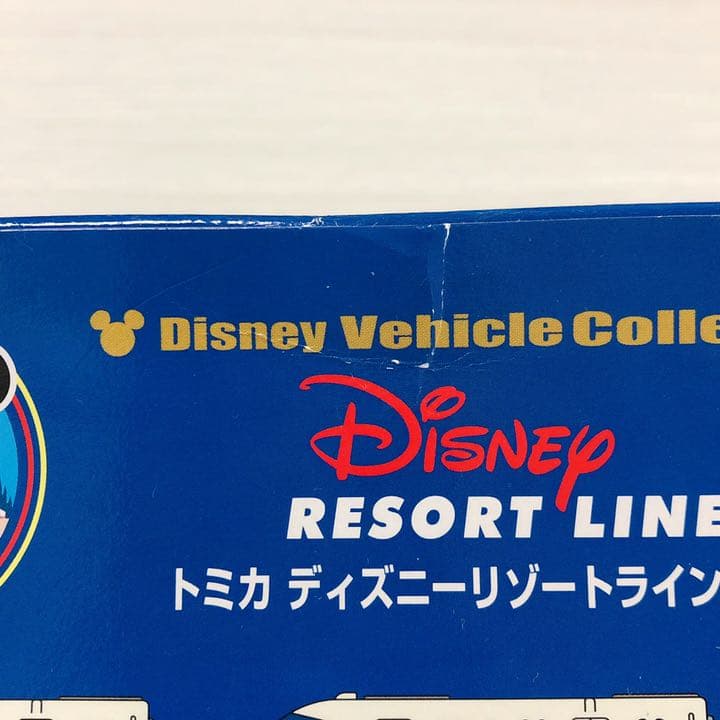 Disney Vehicle Colle
Disney
RESORT LINE
トミカ ディズニーリゾートライン